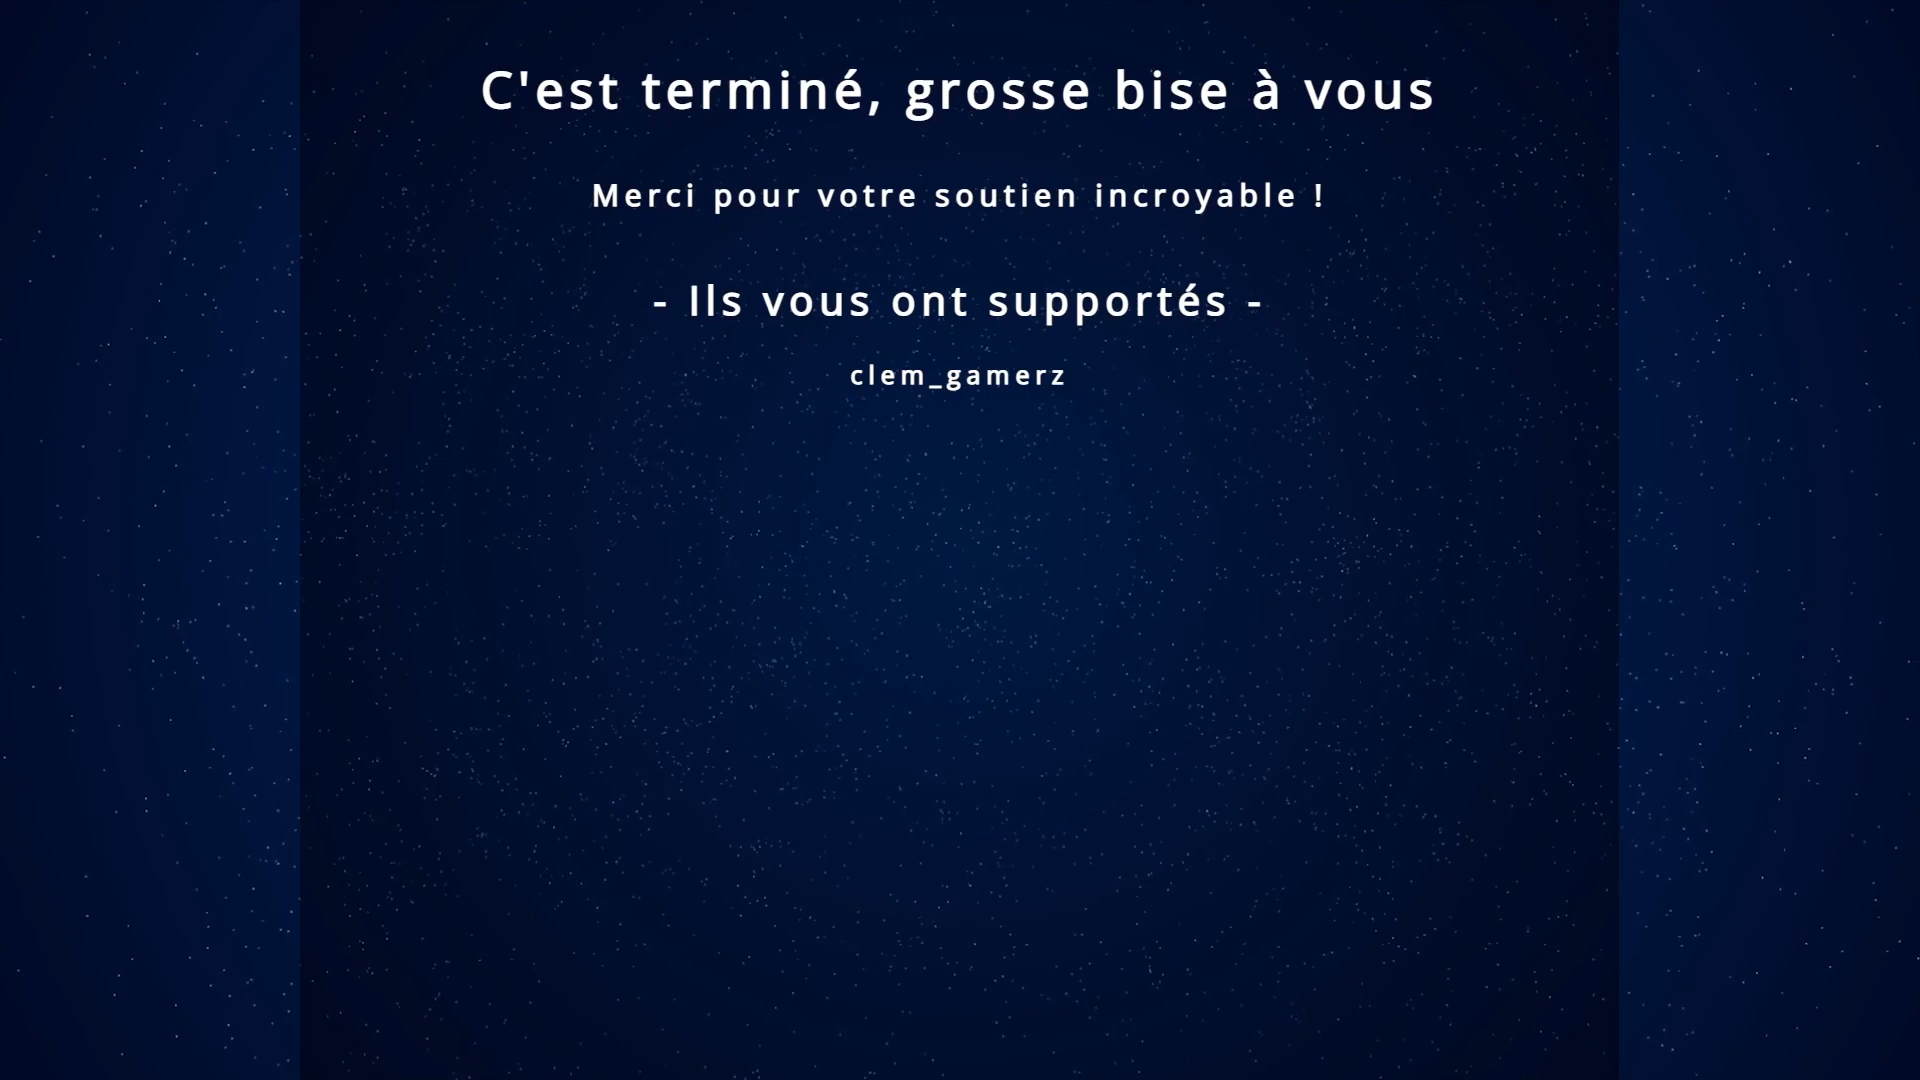 C'est terminé, grosse bise à vous
Merci pour votre soutien incroyable !
- Ils vous ont supportés -
clem_gamerz